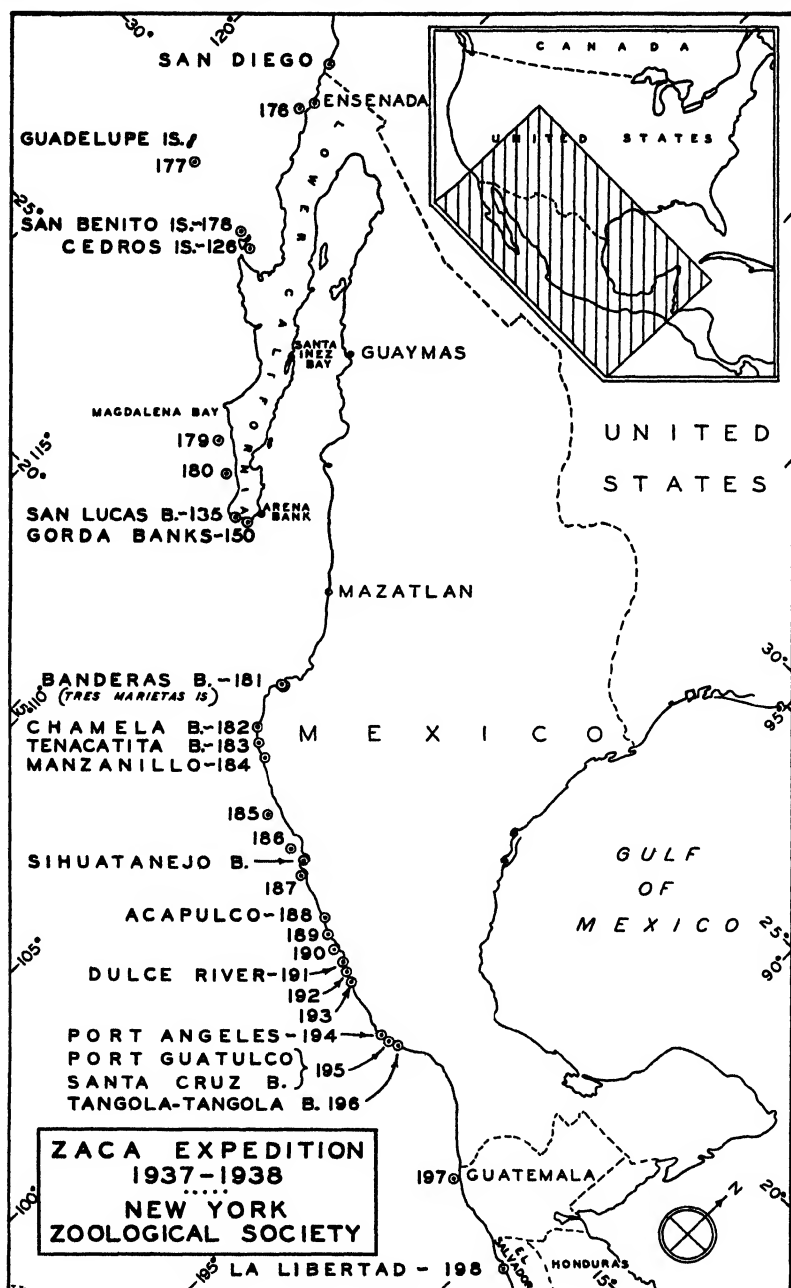 30°
120°
SAN DIEGO
CANADA
176
ENSENADA
UNITED STATES
GUADELUPE IS.
177
LOWER CALIFORNIA
25°
SAN BENITO IS.-178
CEDROS IS.-126
SANTA
INEZ
BAY
GUAYMAS
MAGDALENA BAY
179
UNITED
STATES
115°
20°
180
SAN LUCAS B.-135
ARENA
BANK
GORDA BANKS-150
MAZATLAN
30°
95°
BANDERAS B.-181
(TRES MARIETAS IS)
110°
CHAMELA B.-182
TENACATITA B.-183
MANZANILLO-184
MEXICO
185
186
SIHUATANEJO B.
187
GULF
OF
MEXICO
ACAPULCO-188
189
190
25°
90°
105°
DULCE RIVER-191
192
193
PORT ANGELES-194
PORT GUATULCO
SANTA CRUZ B.
195
TANGOLA-TANGOLA B. 196
ZACA EXPEDITION
1937-1938
NEW YORK
ZOOLOGICAL SOCIETY
197
GUATEMALA
N
20°
100°
195°
LA LIBERTAD - 198
EL
SALVADOR
HONDURAS
15°